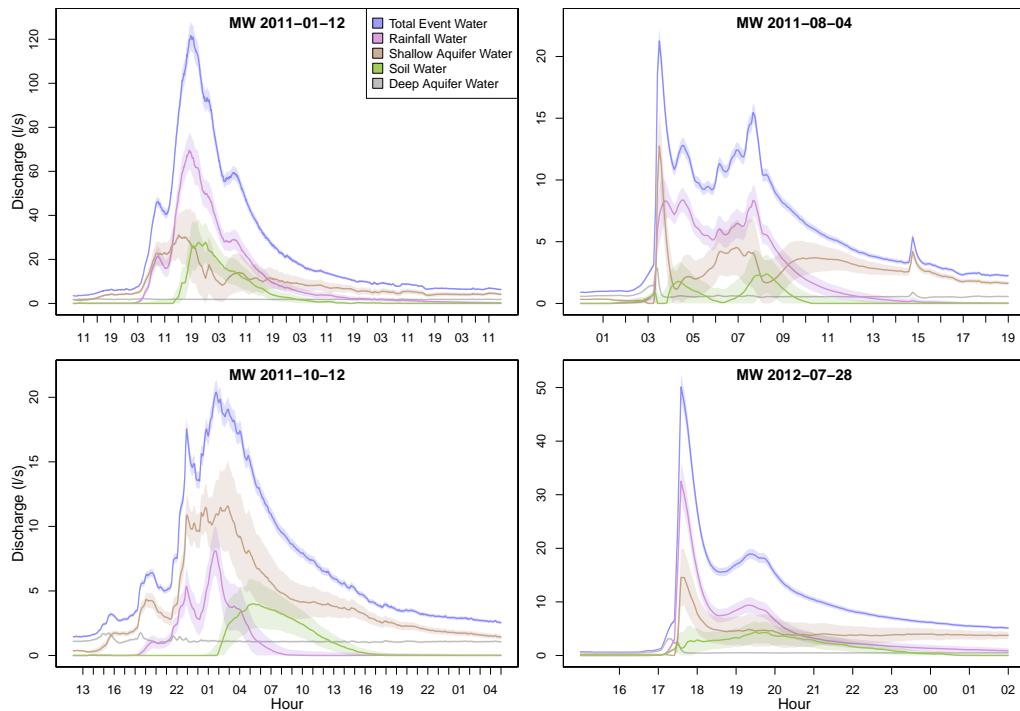 MW 2011−01−12
Total Event Water
Rainfall Water
Shallow Aquifer Water
Soil Water
Deep Aquifer Water
Discharge (l/s)
0 20 40 60 80 100 120
11 19 03 11 19 03 11 19 03 11 19 03 11 19 03 11
MW 2011−08−04
0 5 10 15 20
01 03 05 07 09 11 13 15 17 19
MW 2011−10−12
Discharge (l/s)
0 5 10 15 20
13 16 19 22 01 04 07 10 13 16 19 22 01 04
Hour
MW 2012−07−28
0 10 20 30 40 50
16 17 18 19 20 21 22 23 00 01 02
Hour